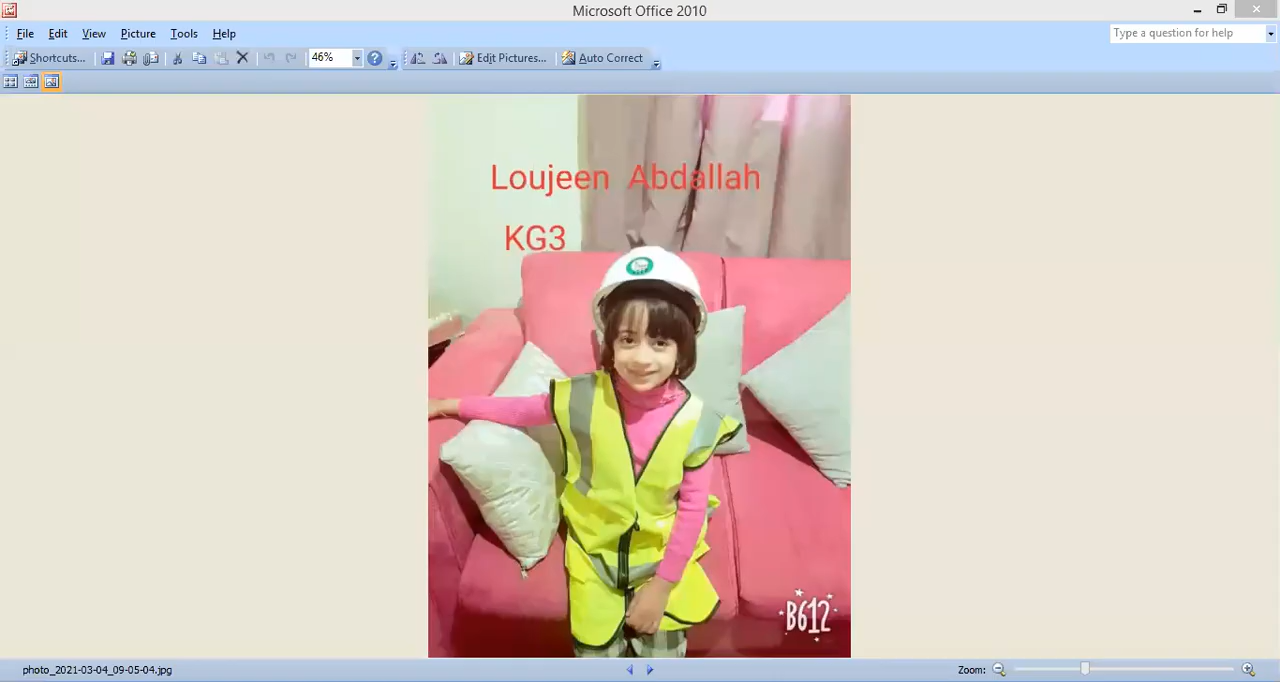 Microsoft Office 2010
File Edit View Picture Tools Help
Type a question for help
Shortcuts... 46% Edit Pictures... Auto Correct
Loujeen Abdallah
KG3
B612
photo_2021-03-04_09-05-04.jpg
Zoom: